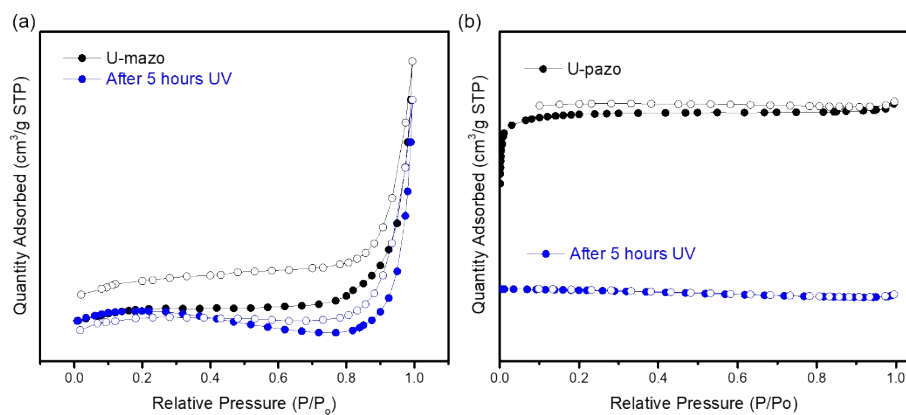 (a)
U-mazo
After 5 hours UV
Quantity Adsorbed (cm³/g STP)
0.0 0.2 0.4 0.6 0.8 1.0
Relative Pressure (P/P₀)
(b)
U-pazo
After 5 hours UV
Quantity Adsorbed (cm³/g STP)
0.0 0.2 0.4 0.6 0.8 1.0
Relative Pressure (P/Po)